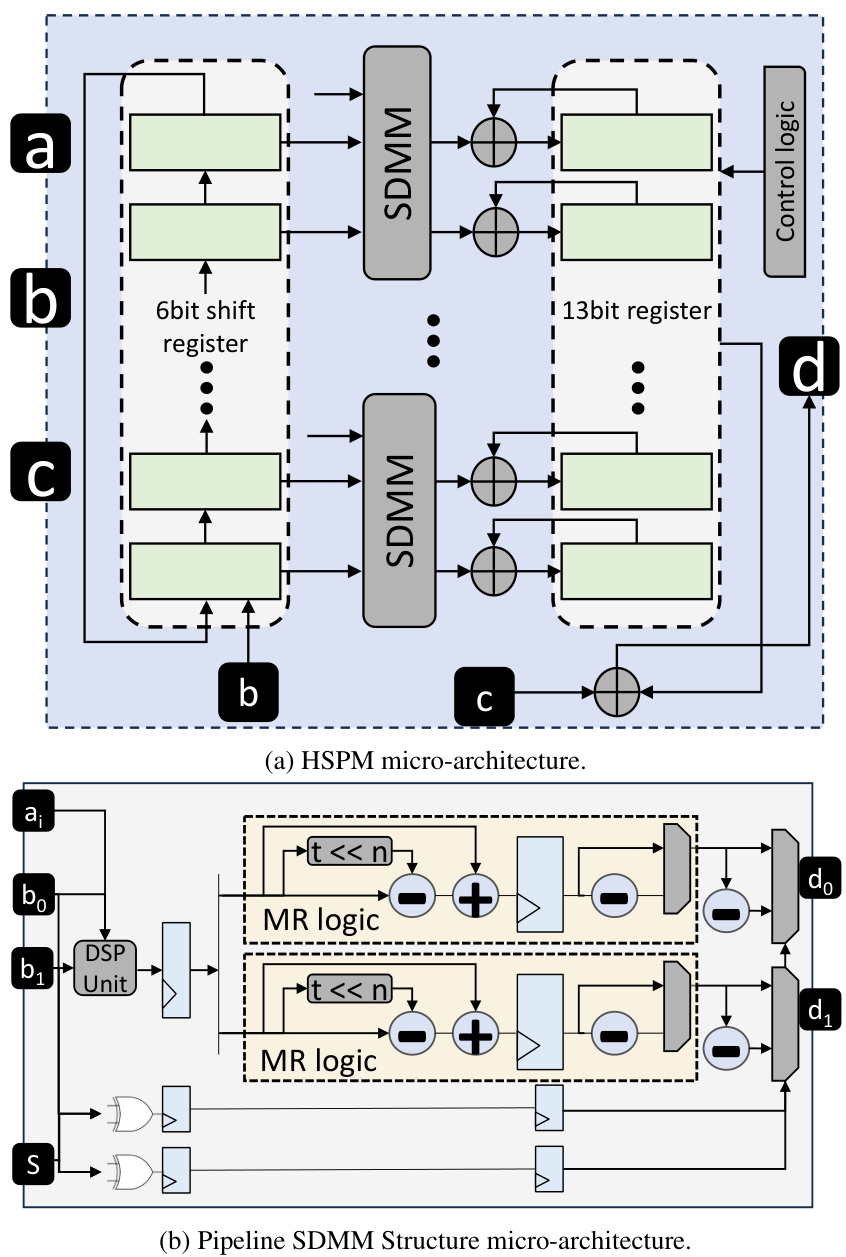 a
SDMM
Control logic
b
6bit shift
register
13bit register
d
c
SDMM
b
c
(a) HSPM micro-architecture.
a_i
t << n
MR logic
d_0
b_0
b_1
DSP
Unit
t << n
MR logic
d_1
S
(b) Pipeline SDMM Structure micro-architecture.